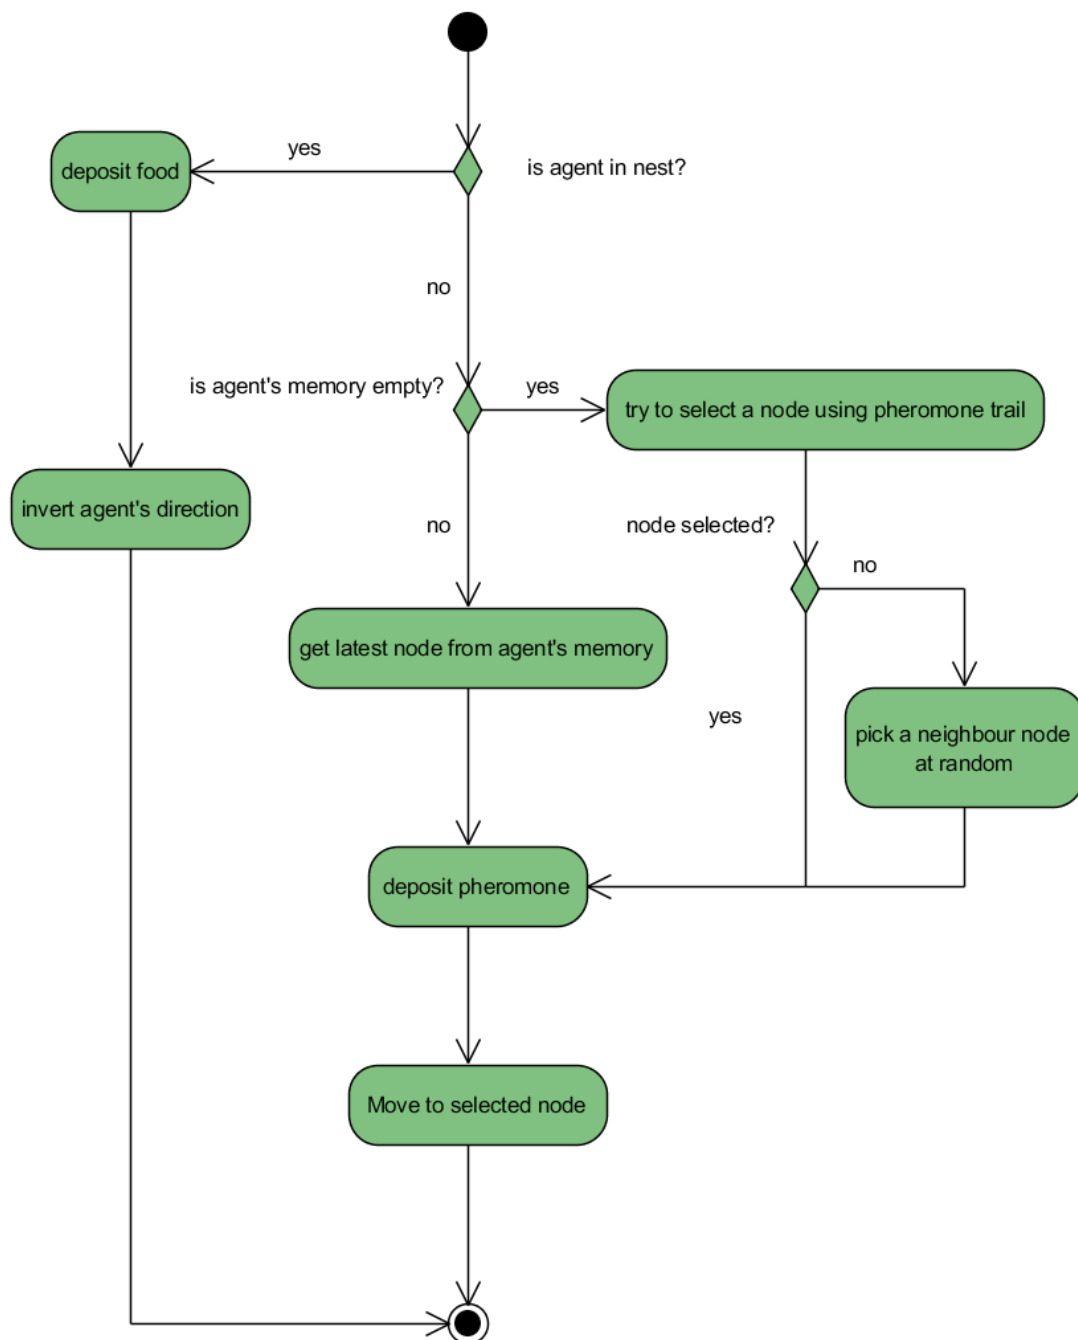 yes
deposit food
is agent in nest?
no
is agent's memory empty?
yes
try to select a node using pheromone trail
invert agent's direction
no
node selected?
no
get latest node from agent's memory
yes
pick a neighbour node
at random
deposit pheromone
Move to selected node